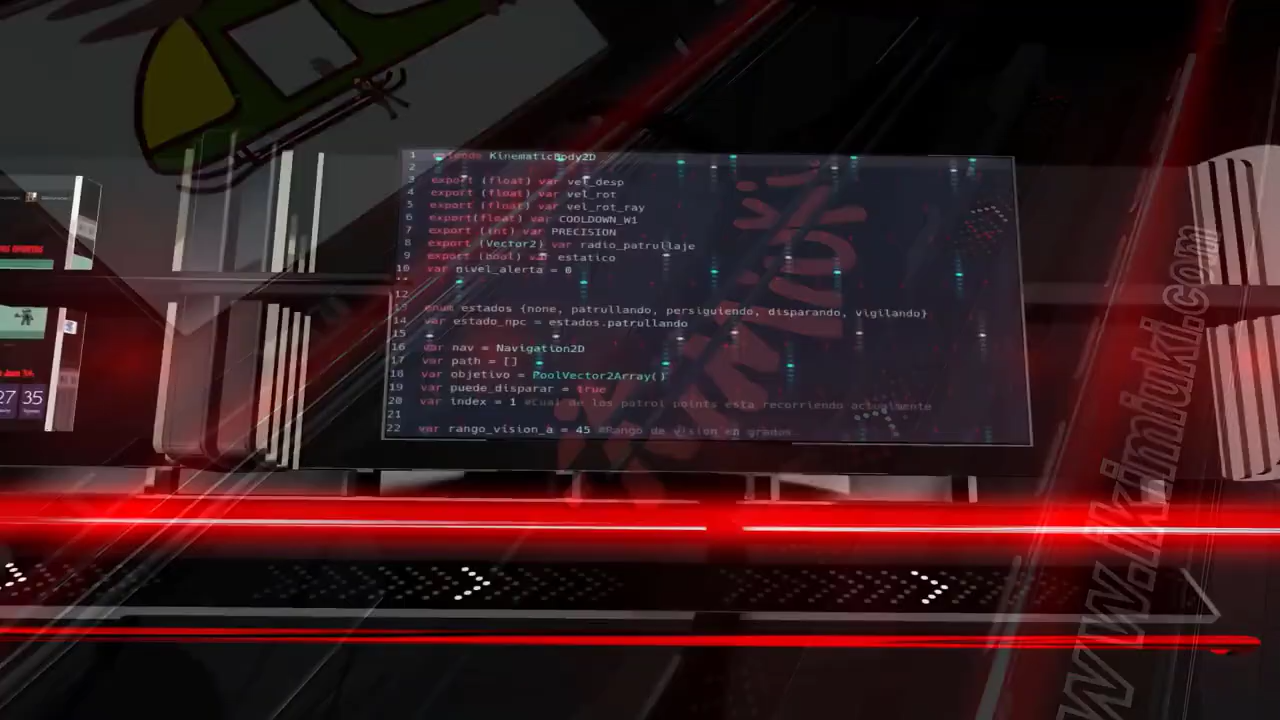 1 extends KinematicBody2D
2
3 export (float) var vel_desp
4 export (float) var vel_rot
5 export (float) var vel_rot_ray
6 export(float) var COOLDOWN_W1
7 export (int) var PRECISION
8 export (Vector2) var radio_patrullaje
9 export (bool) var estatico
10 var nivel_alerta = 0
12
13 enum estados {none, patrullando, persiguiendo, disparando, vigilando}
14 var estado_npc = estados.patrullando
15
16 var nav = Navigation2D
17 var path = []
18 var objetivo = PoolVector2Array()
19 var puede_disparar = true
20 var index = 1 #Cual de los patrol points esta recorriendo actualmente
21
22 var rango_vision_a = 45 #Rango de vision en grados
27 35
www.ikimiuki.com